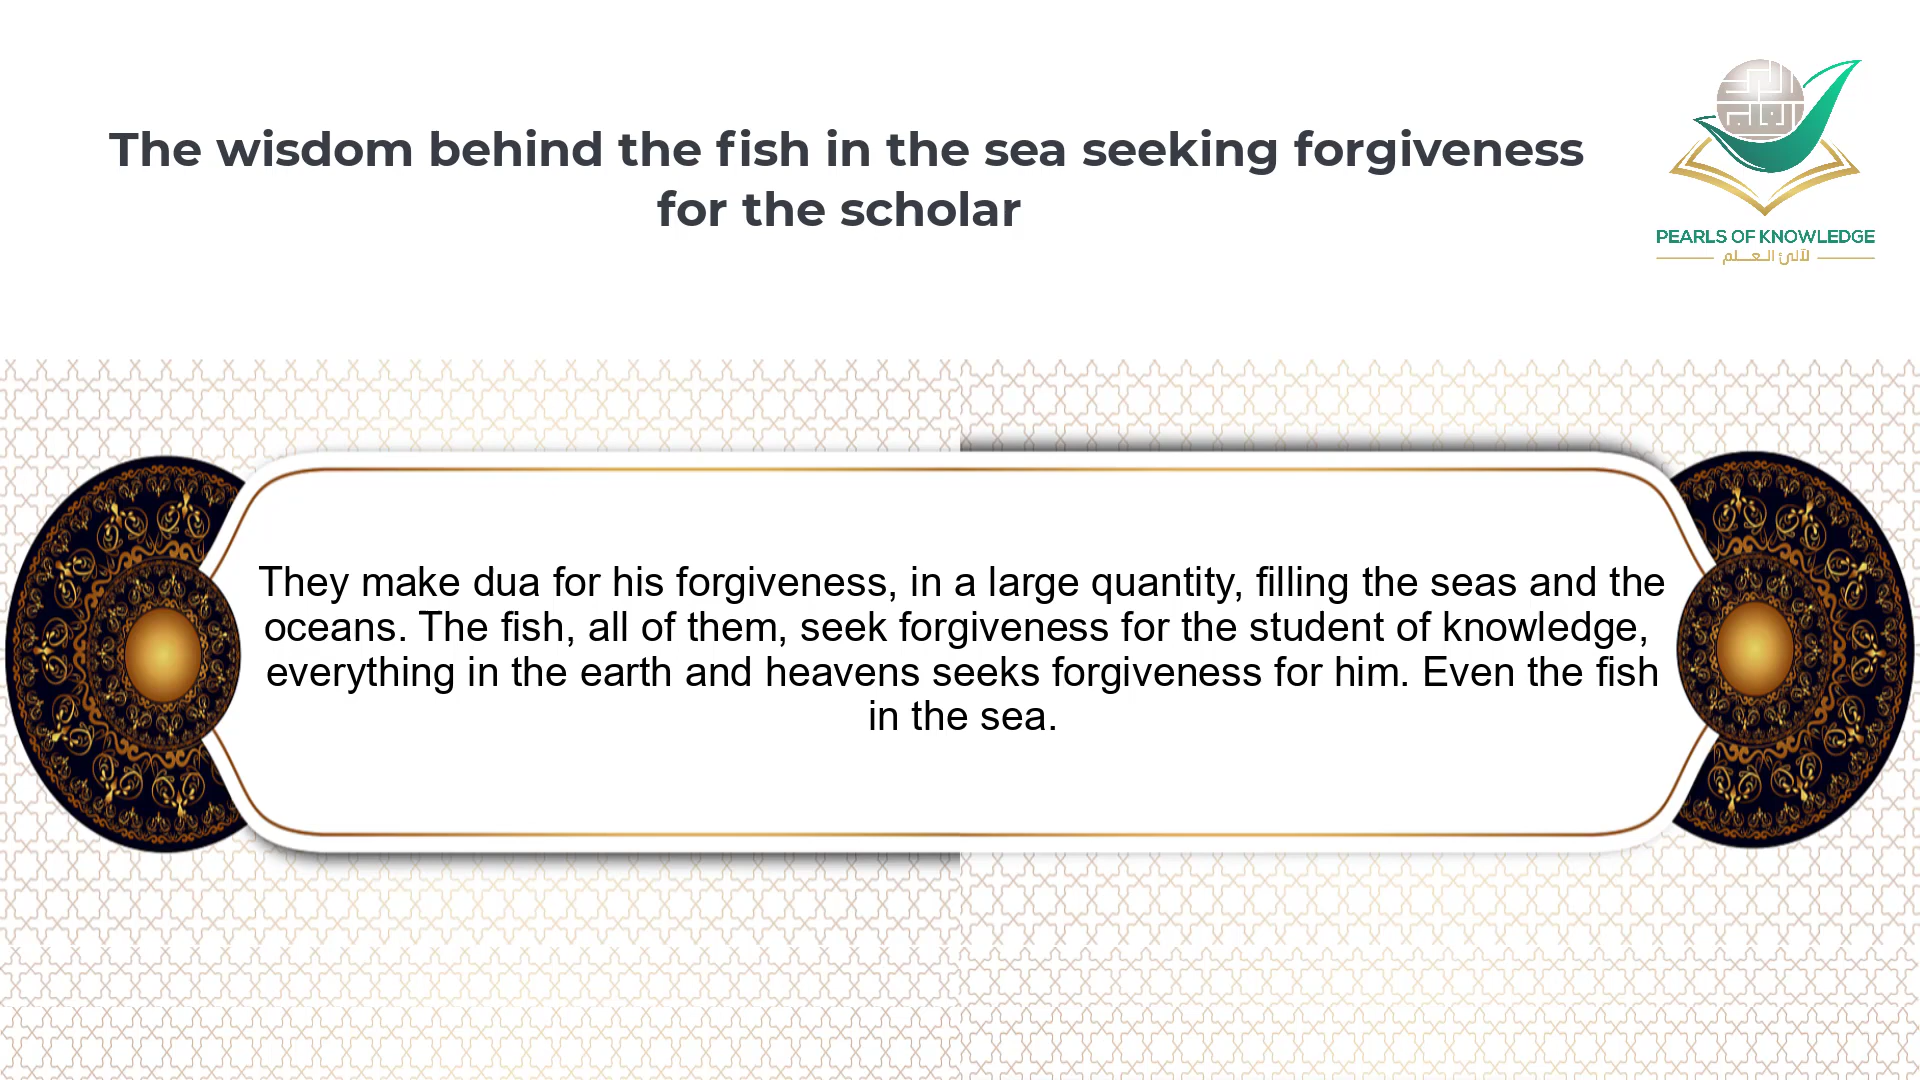 The wisdom behind the fish in the sea seeking forgiveness
for the scholar
PEARLS OF KNOWLEDGE
لآلئ العلم
They make dua for his forgiveness, in a large quantity, filling the seas and the
oceans. The fish, all of them, seek forgiveness for the student of knowledge,
everything in the earth and heavens seeks forgiveness for him. Even the fish
in the sea.